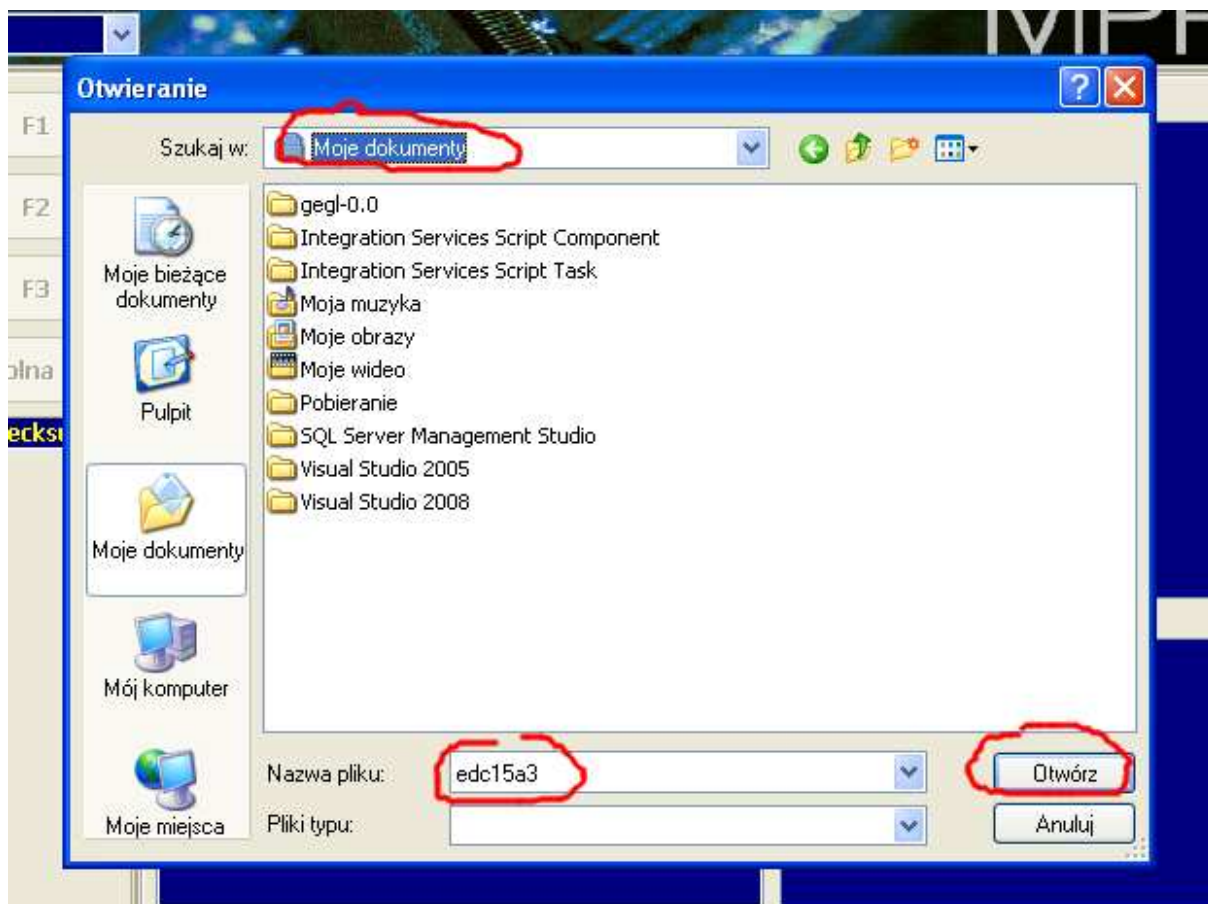 Otwieranie
F1
Szukaj w:
Moje dokumenty
F2
gegl-0.0
Integration Services Script Component
Moje bieżące
dokumenty
Integration Services Script Task
F3
Moja muzyka
Moje obrazy
Moje wideo
Pulpit
Pobieranie
SQL Server Management Studio
Visual Studio 2005
Visual Studio 2008
Moje dokumenty
Mój komputer
Nazwa pliku:
edc15a3
Otwórz
Moje miejsca
Pliki typu:
Anuluj